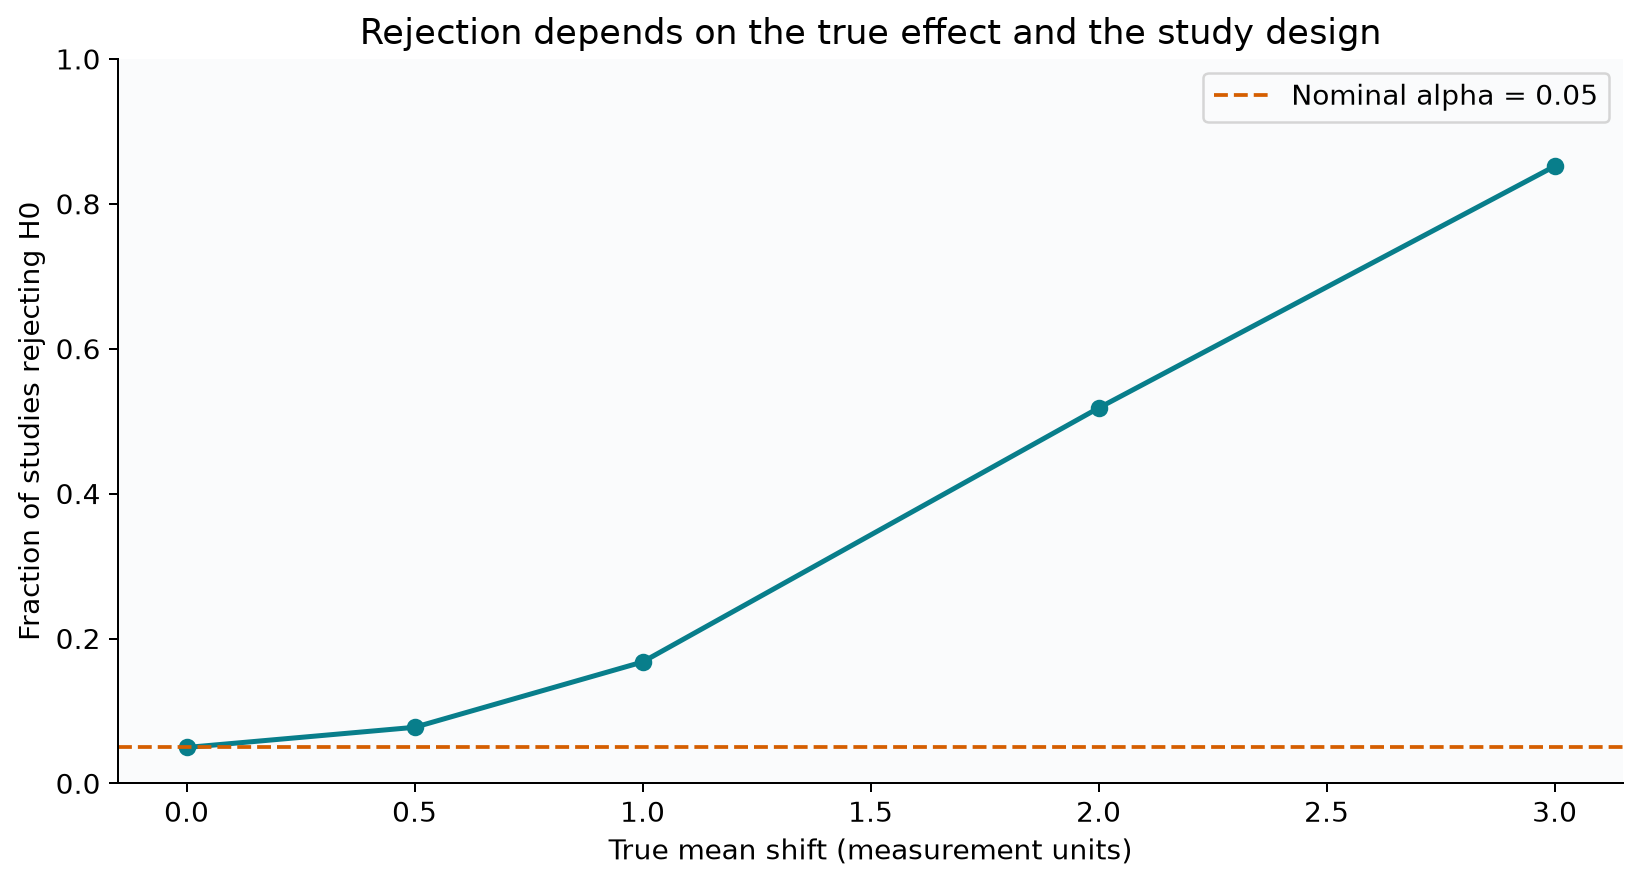 Rejection depends on the true effect and the study design
Nominal alpha = 0.05
Fraction of studies rejecting H0
1.0
0.8
0.6
0.4
0.2
0.0
0.0 0.5 1.0 1.5 2.0 2.5 3.0
True mean shift (measurement units)